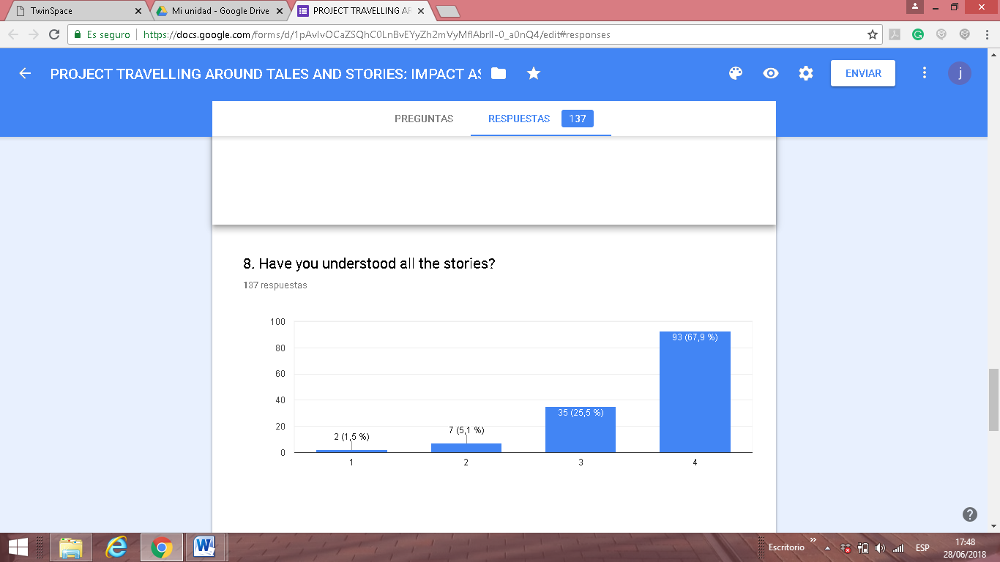 TwinSpace
Mi unidad - Google Drive
PROJECT TRAVELLING AF
Es seguro
https://docs.google.com/forms/d/1pAvIvOCaZSQhC0LnBvEYyZh2mVyMfIAbrII-0_a0nQ4/edit#responses
PROJECT TRAVELLING AROUND TALES AND STORIES: IMPACT AS
ENVIAR
j
PREGUNTAS
RESPUESTAS 137
8. Have you understood all the stories?
137 respuestas
100
80
60
40
20
0
2 (1,5 %)
7 (5,1 %)
35 (25,5 %)
93 (67,9 %)
1
2
3
4
Escritorio
ESP
17:48
28/06/2018